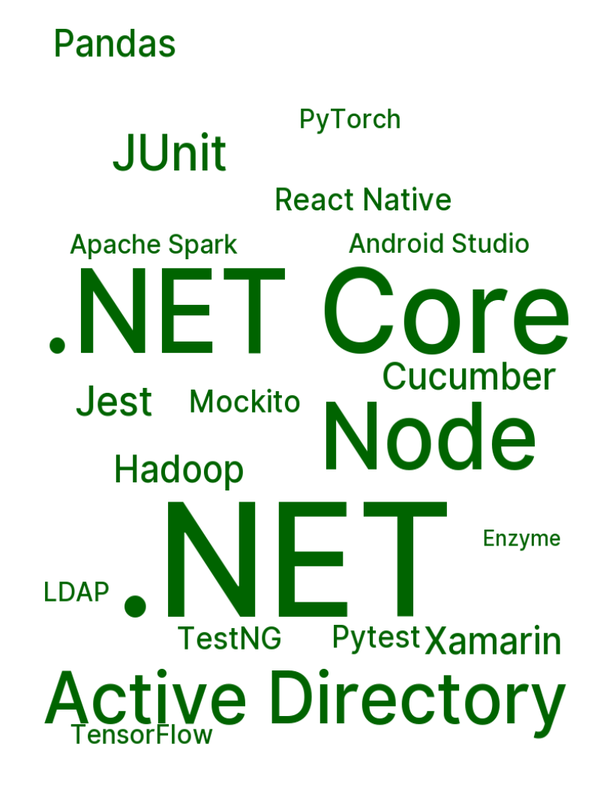 Pandas
PyTorch
JUnit
React Native
Apache Spark
Android Studio
.NET Core
Cucumber
Jest
Mockito
Node
Hadoop
.NET
Enzyme
LDAP
TestNG
Pytest
Xamarin
Active Directory
TensorFlow